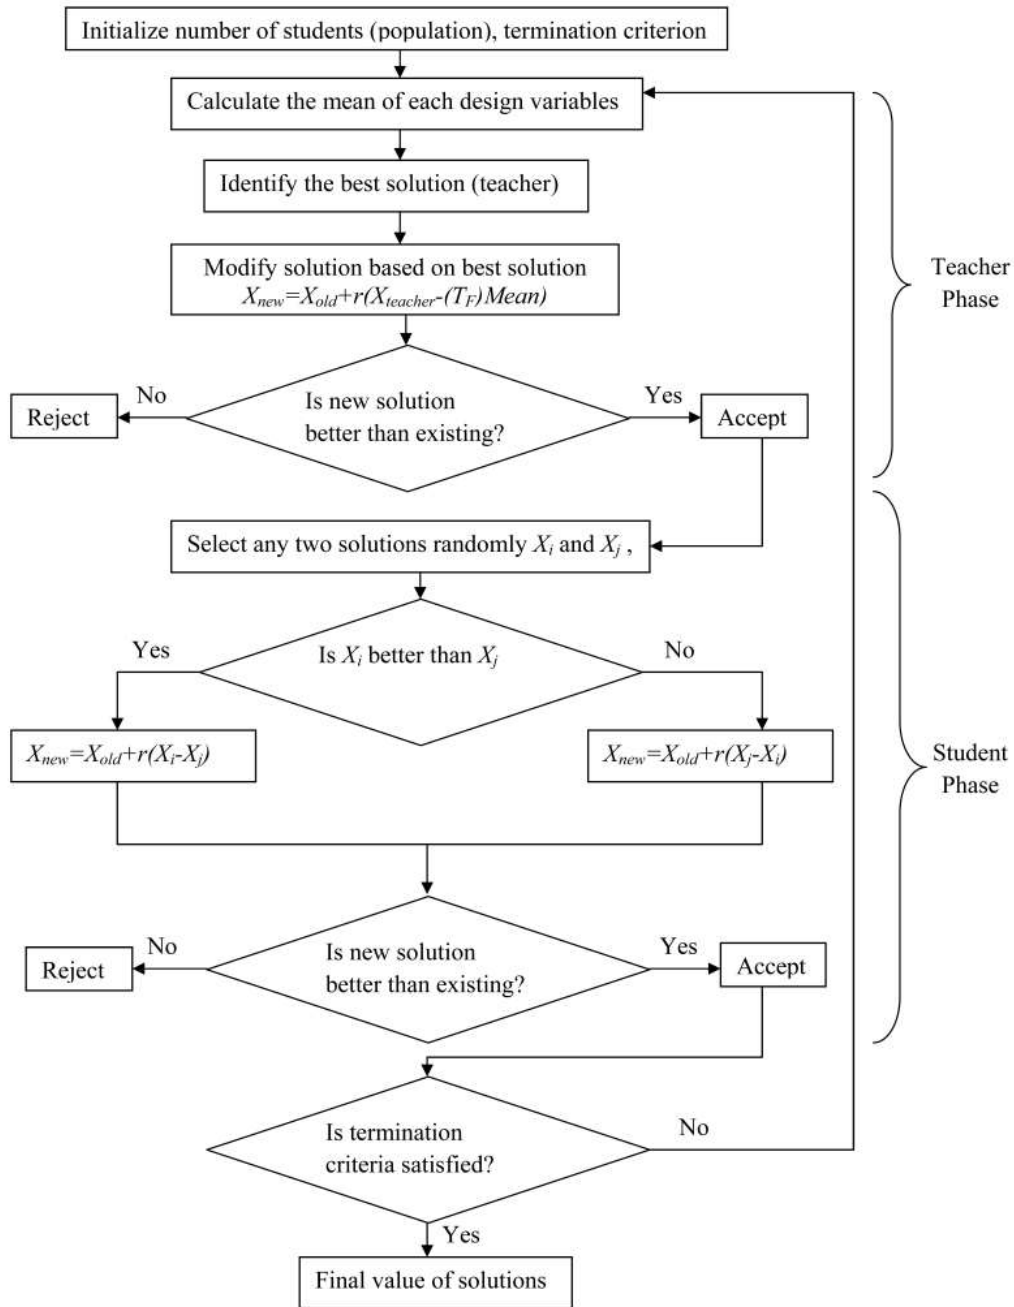 Initialize number of students (population), termination criterion
Calculate the mean of each design variables
Identify the best solution (teacher)
Modify solution based on best solution
Xnew=Xold+r(Xteacher-(TF)Mean)
Teacher
Phase
No
Is new solution
better than existing?
Yes
Reject
Accept
Select any two solutions randomly Xi and Xj ,
Yes
Is Xi better than Xj
No
Xnew=Xold+r(Xi-Xj)
Xnew=Xold+r(Xj-Xi)
Student
Phase
No
Is new solution
better than existing?
Yes
Reject
Accept
Is termination
criteria satisfied?
No
Yes
Final value of solutions